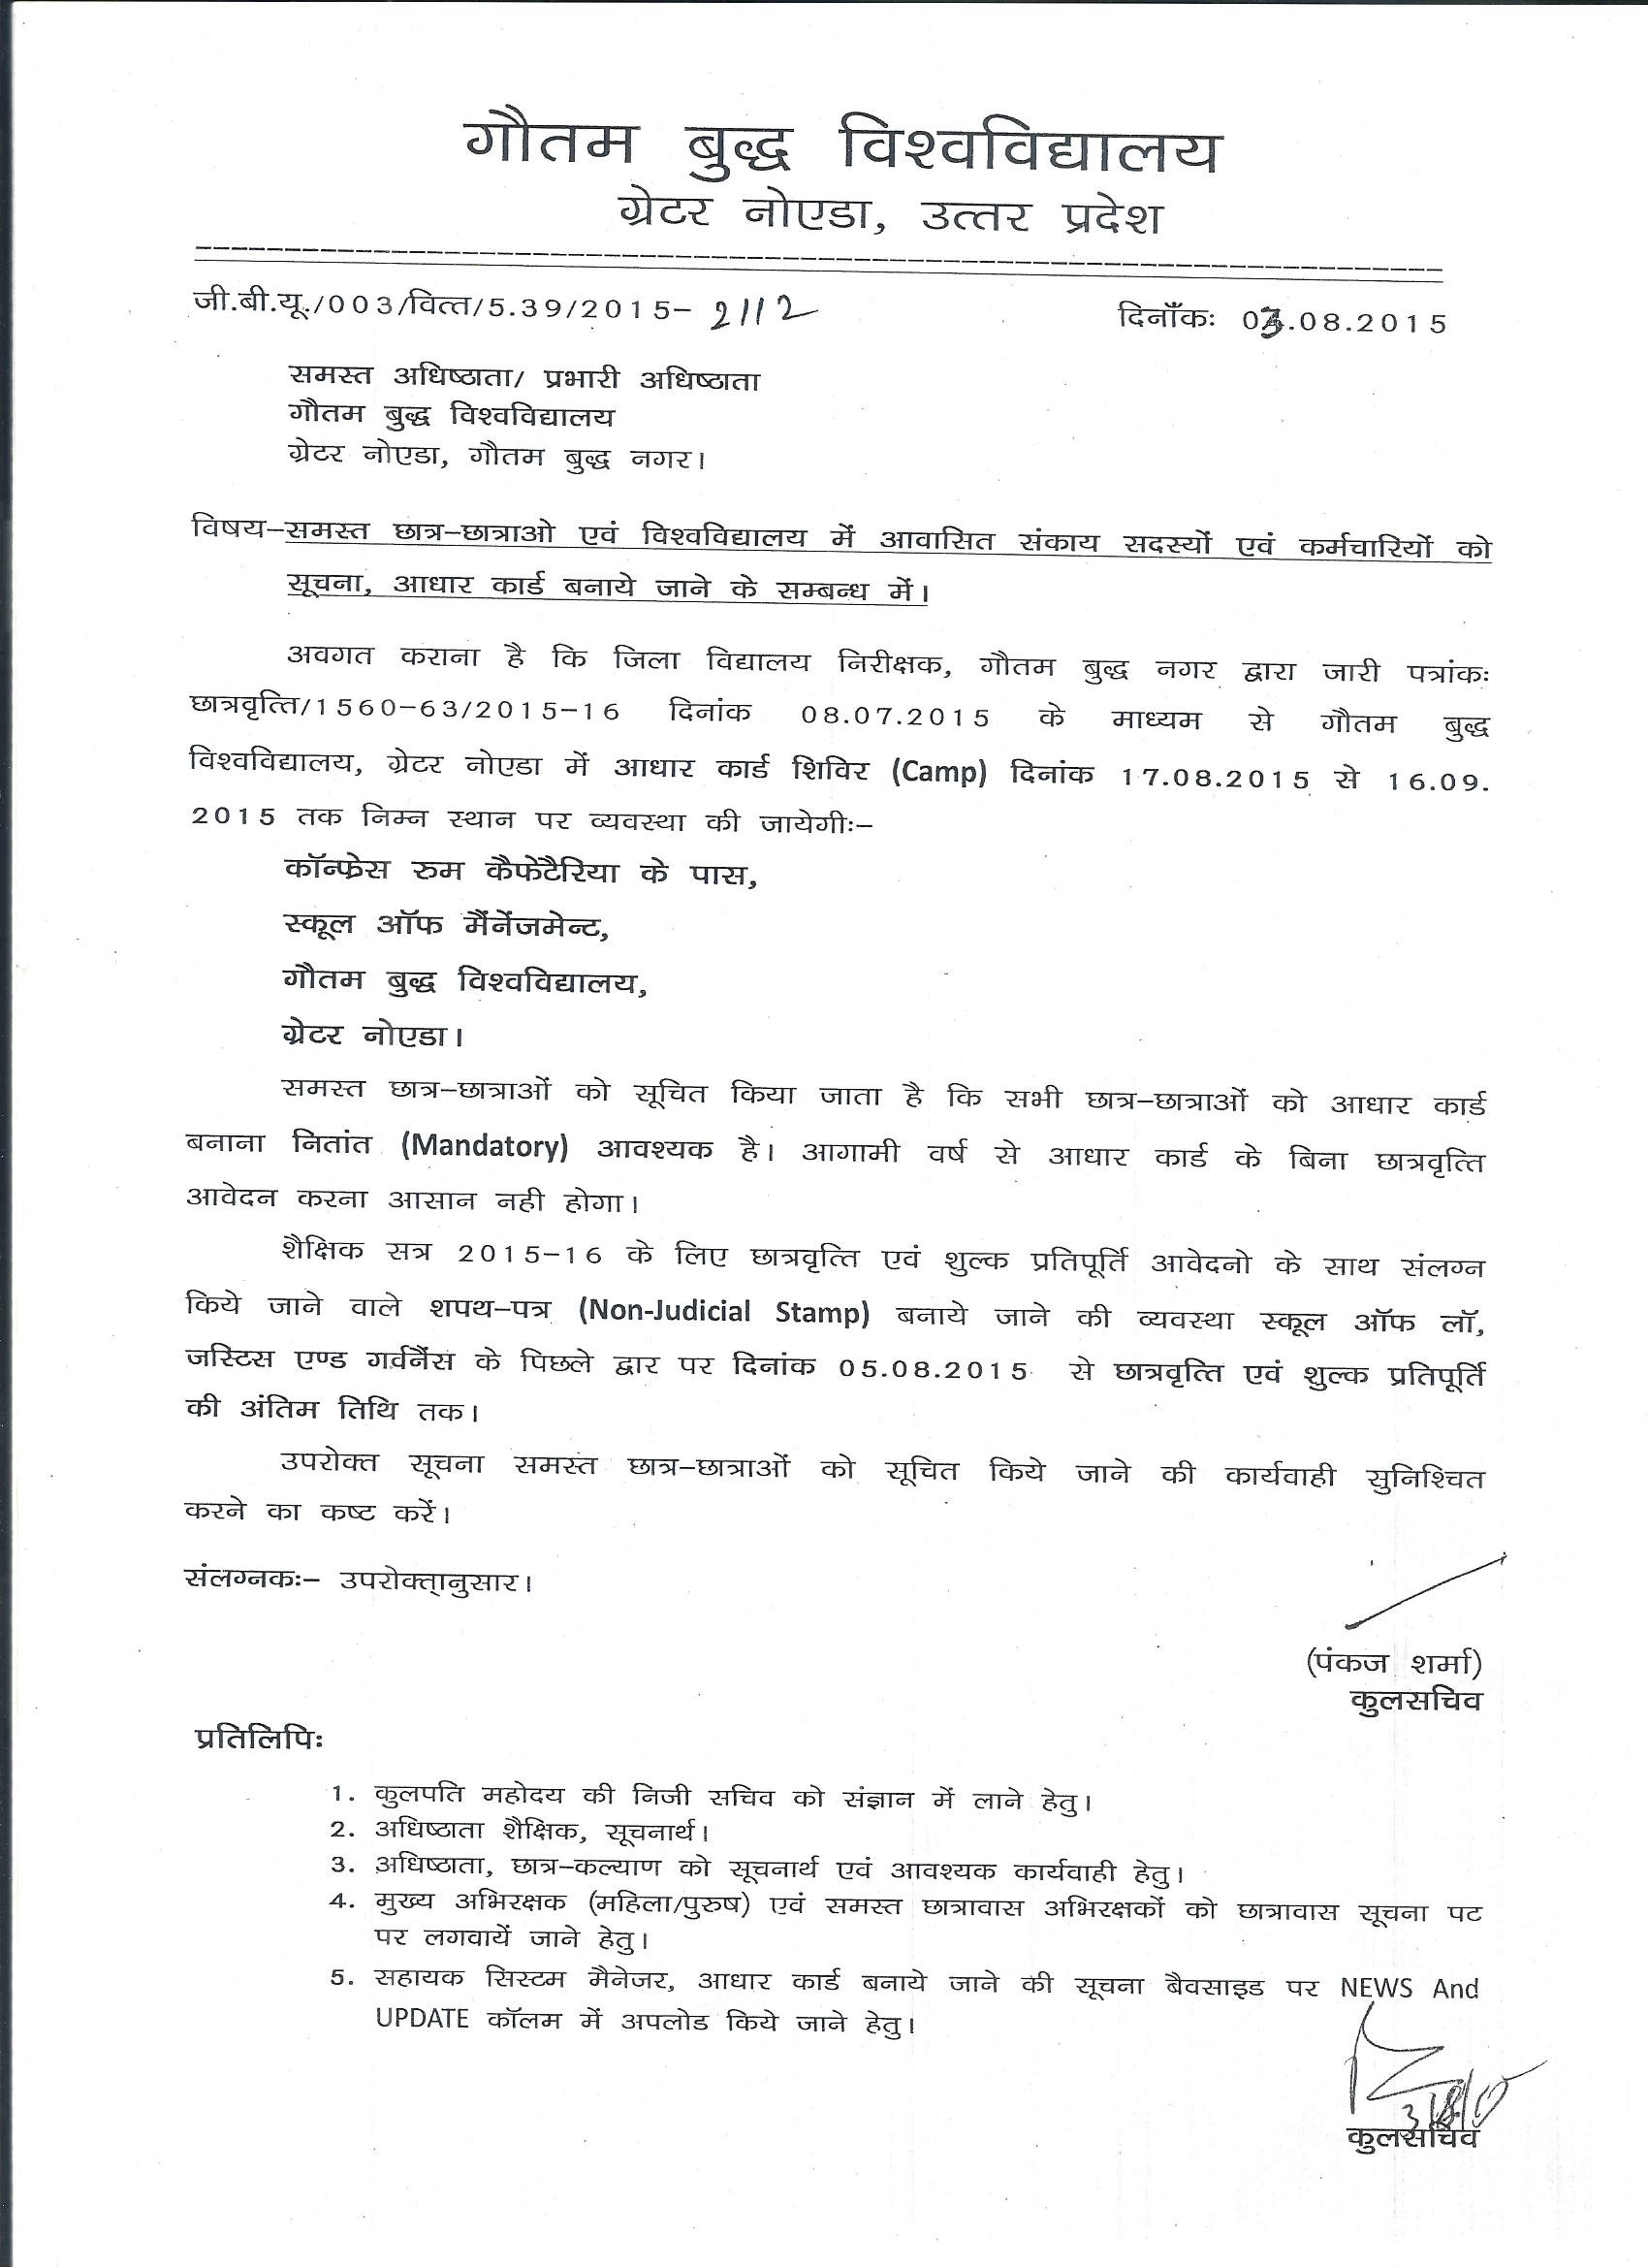 गौतम बुद्ध विश्वविद्यालय
ग्रेटर नोएडा, उत्तर प्रदेश
जी.बी.यू./003/वित्त/5.39/2015– 2112 दिनाँकः 03.08.2015
समस्त अधिष्ठाता/ प्रभारी अधिष्ठाता
गौतम बुद्ध विश्वविद्यालय
ग्रेटर नोएडा, गौतम बुद्ध नगर।
विषय–समस्त छात्र–छात्राओ एवं विश्वविद्यालय में आवासित संकाय सदस्यों एवं कर्मचारियों को
सूचना, आधार कार्ड बनाये जाने के सम्बन्ध में।
अवगत कराना है कि जिला विद्यालय निरीक्षक, गौतम बुद्ध नगर द्वारा जारी पत्रांकः
छात्रवृत्ति/1560–63/2015–16 दिनांक 08.07.2015 के माध्यम से गौतम बुद्ध
विश्वविद्यालय, ग्रेटर नोएडा में आधार कार्ड शिविर (Camp) दिनांक 17.08.2015 से 16.09.
2015 तक निम्न स्थान पर व्यवस्था की जायेगीः–
कॉन्फ्रेस रुम कैफेटैरिया के पास,
स्कूल ऑफ मैंनेंजमेन्ट,
गौतम बुद्ध विश्वविद्यालय,
ग्रेटर नोएडा।
समस्त छात्र–छात्राओं को सूचित किया जाता है कि सभी छात्र–छात्राओं को आधार कार्ड
बनाना नितांत (Mandatory) आवश्यक है। आगामी वर्ष से आधार कार्ड के बिना छात्रवृत्ति
आवेदन करना आसान नही होगा।
शैक्षिक सत्र 2015–16 के लिए छात्रवृत्ति एवं शुल्क प्रतिपूर्ति आवेदनो के साथ संलग्न
किये जाने वाले शपथ–पत्र (Non-Judicial Stamp) बनाये जाने की व्यवस्था स्कूल ऑफ लॉ,
जस्टिस एण्ड गर्वनैंस के पिछले द्वार पर दिनांक 05.08.2015 से छात्रवृत्ति एवं शुल्क प्रतिपूर्ति
की अंतिम तिथि तक।
उपरोक्त सूचना समस्त छात्र–छात्राओं को सूचित किये जाने की कार्यवाही सुनिश्चित
करने का कष्ट करें।
संलग्नकः– उपरोक्तानुसार।
(पंकज शर्मा)
कुलसचिव
प्रतिलिपिः
1. कुलपति महोदय की निजी सचिव को संज्ञान में लाने हेतु।
2. अधिष्ठाता शैक्षिक, सूचनार्थ।
3. अधिष्ठाता, छात्र–कल्याण को सूचनार्थ एवं आवश्यक कार्यवाही हेतु।
4. मुख्य अभिरक्षक (महिला/पुरुष) एवं समस्त छात्रावास अभिरक्षकों को छात्रावास सूचना पट
पर लगवायें जाने हेतु।
5. सहायक सिस्टम मैनेजर, आधार कार्ड बनाये जाने की सूचना बैवसाइड पर NEWS And
UPDATE कॉलम में अपलोड किये जाने हेतु।
कुलसचिव